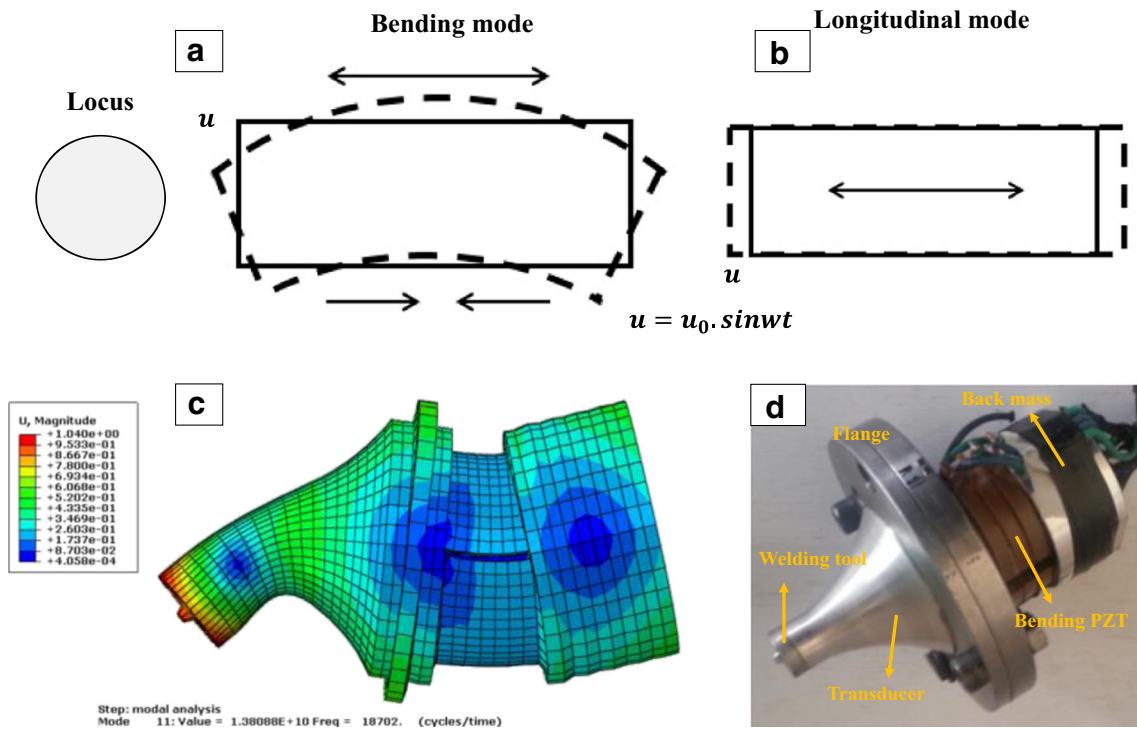 Bending mode
a
Longitudinal mode
b
Locus
u
u
u = u₀. sinwt
c
U, Magnitude
+1.040e+00
+9.533e-01
+8.667e-01
+7.800e-01
+6.934e-01
+6.068e-01
+5.202e-01
+4.335e-01
+3.469e-01
+2.603e-01
+1.737e-01
+8.703e-02
+4.058e-04
Step: modal analysis
Mode 11: Value = 1.38088E+10 Freq = 18702. (cycles/time)
d
Back mass
Flange
Welding tool
Bending PZT
Transducer